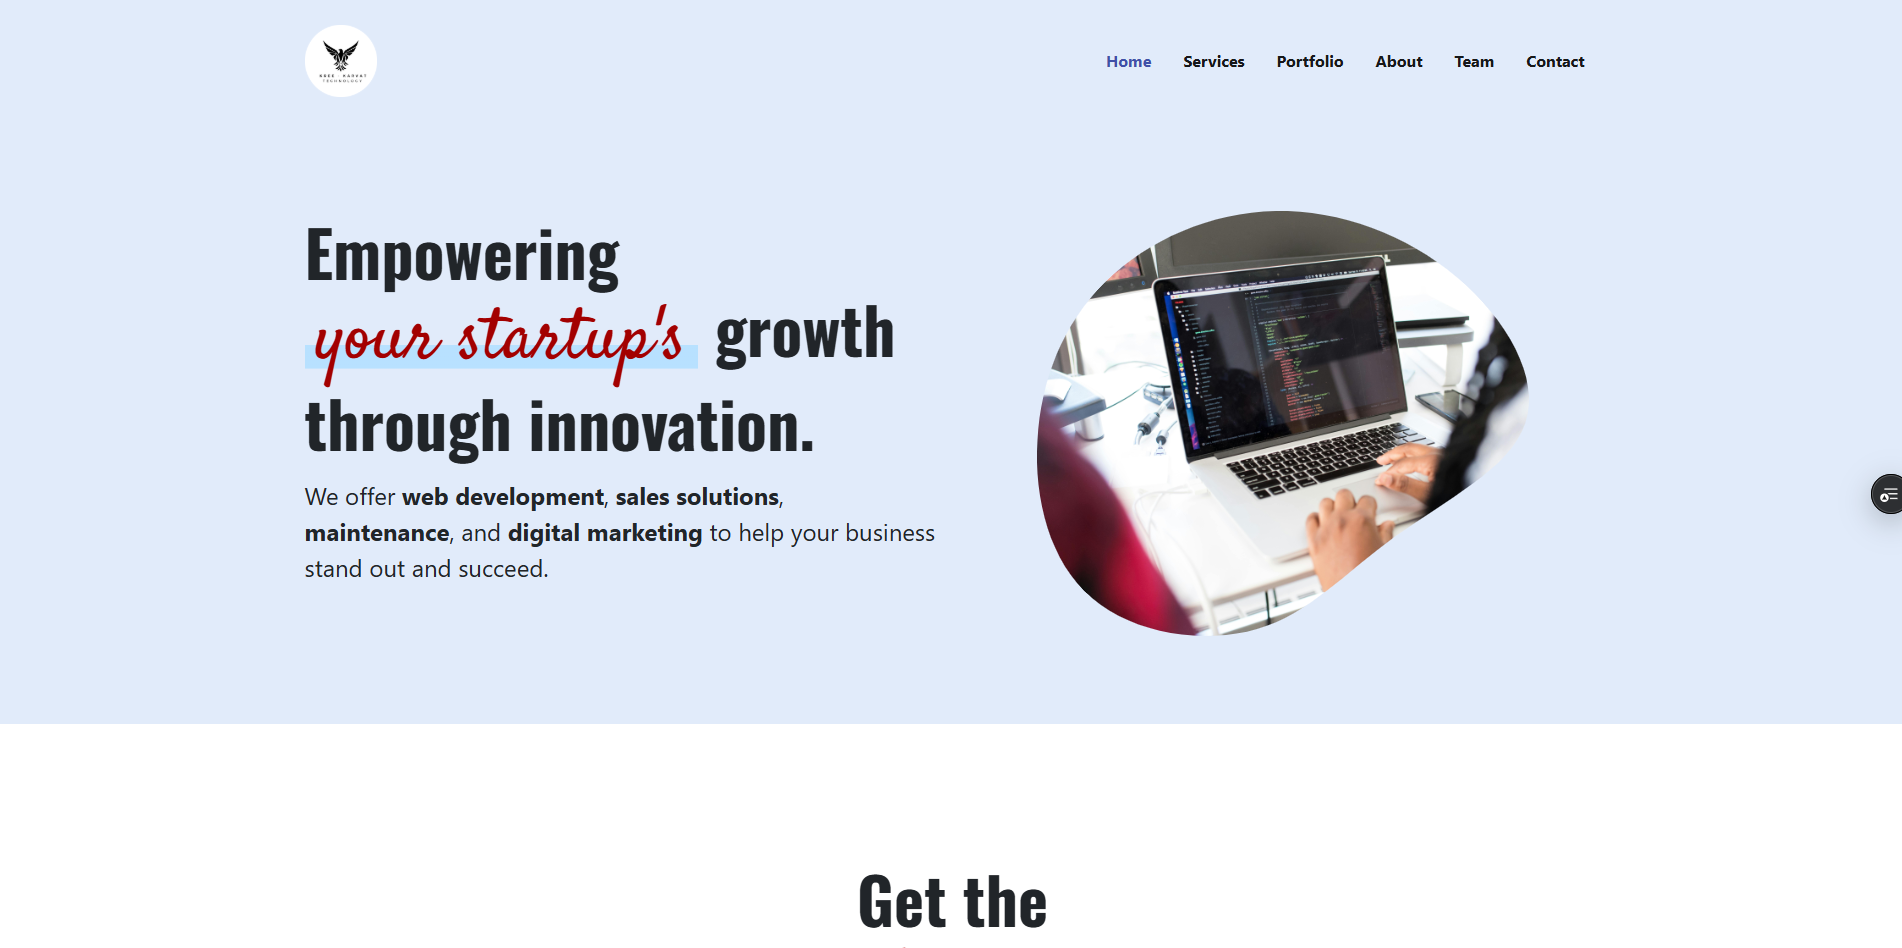 TECHNOLOGY
Home Services Portfolio About Team Contact
Empowering
your startup's growth
through innovation.
We offer web development, sales solutions,
maintenance, and digital marketing to help your business
stand out and succeed.
Get the